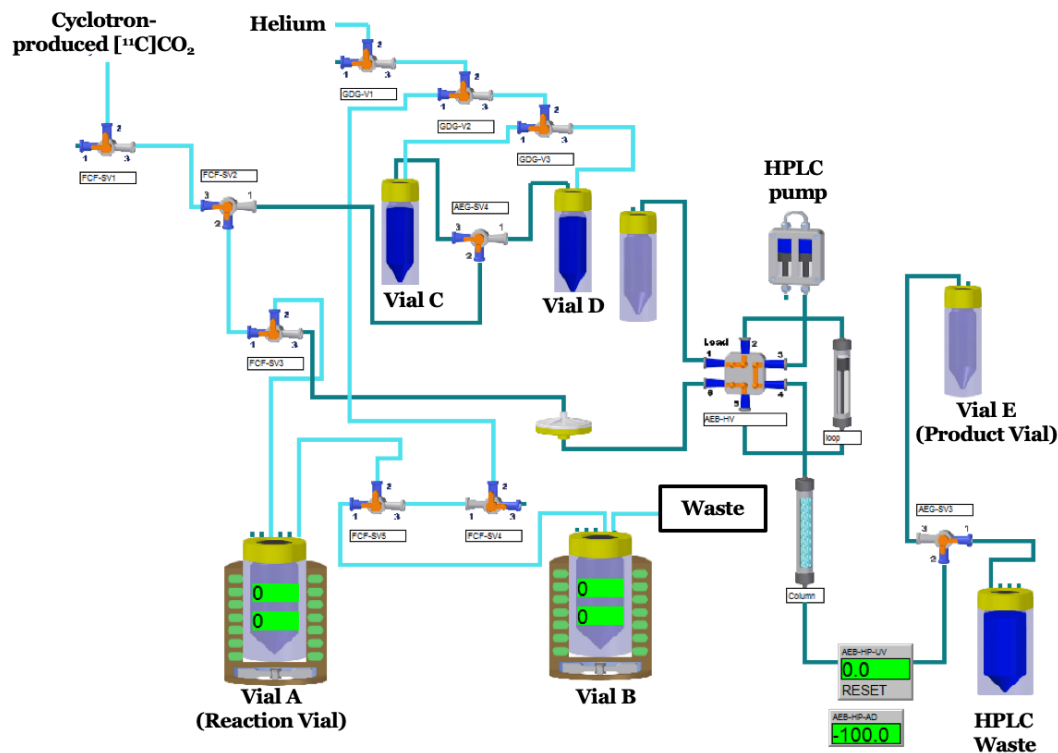 Cyclotron-
produced [¹¹C]CO₂
Helium
2
1
3
GDG-V1
2
1
3
GDG-V2
2
1
3
GDG-V3
2
1
3
FCF-SV1
FCF-SV2
3
1
2
AEG-SV4
3
1
2
Vial C
Vial D
HPLC
pump
2
1
3
FCF-SV3
Load
1
2
3
6
5
4
AEB-HV
loop
Vial E
(Product Vial)
2
1
3
FCF-SV5
2
1
3
FCF-SV4
Waste
AEG-SV3
3
1
2
Column
0
0
0
0
AEB-HP-UV
0.0
RESET
AEB-HP-AD
-100.0
Vial A
(Reaction Vial)
Vial B
HPLC
Waste